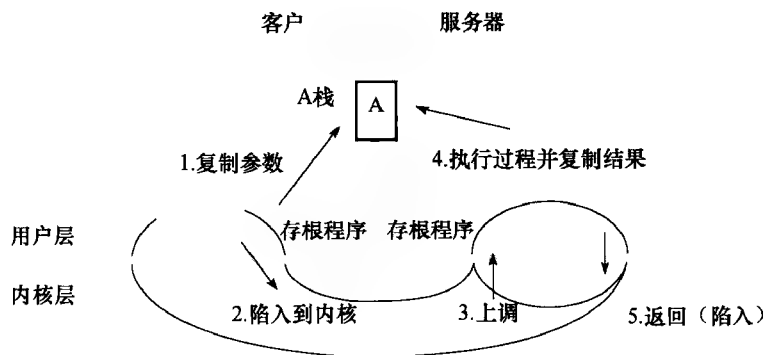 客户 服务器
A栈 A
1.复制参数 4.执行过程并复制结果
用户层 存根程序 存根程序
内核层 2.陷入到内核 3.上调 5.返回（陷入）